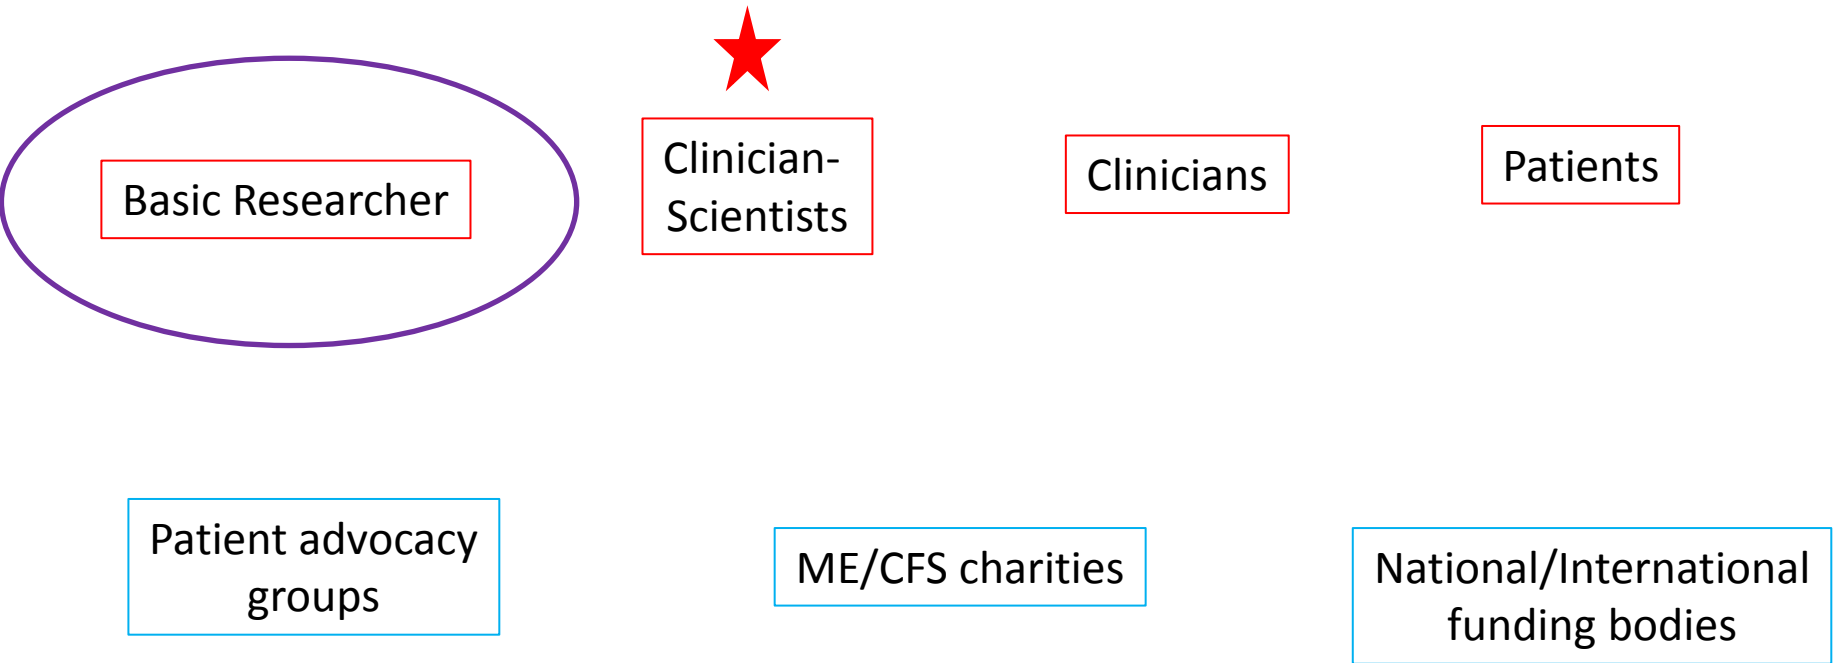 Basic Researcher
Clinician-
Scientists
Clinicians
Patients
Patient advocacy
groups
ME/CFS charities
National/International
funding bodies